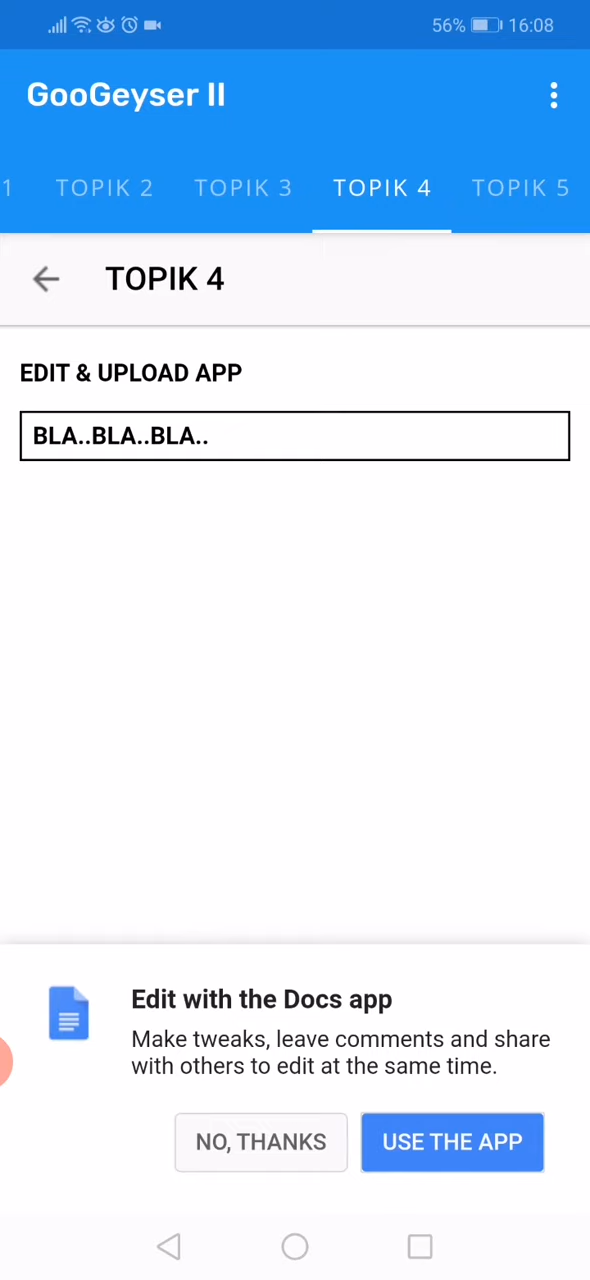 56% 16:08
GooGeyser II
1 TOPIK 2 TOPIK 3 TOPIK 4 TOPIK 5
TOPIK 4
EDIT & UPLOAD APP
BLA..BLA..BLA..
Edit with the Docs app
Make tweaks, leave comments and share
with others to edit at the same time.
NO, THANKS USE THE APP